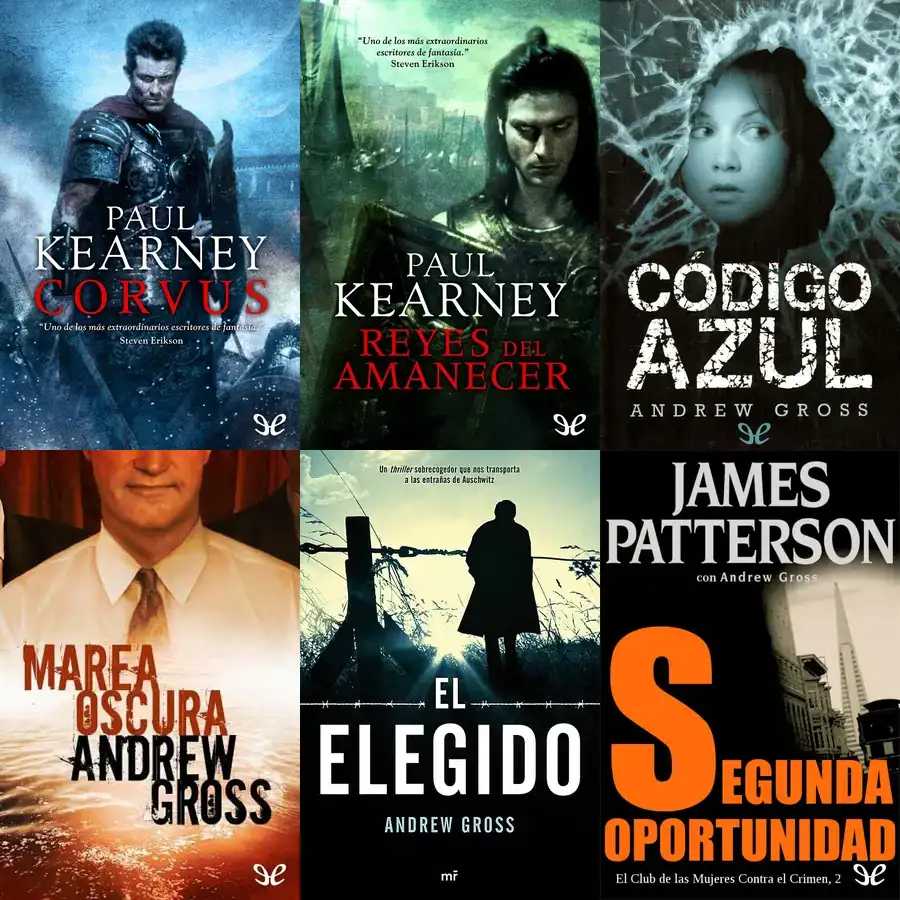 PAUL
KEARNEY
CORVUS
"Uno de los más extraordinarios escritores de fantasía."
Steven Erikson
"Uno de los más extraordinarios
escritores de fantasía."
Steven Erikson
PAUL
KEARNEY
REYES DEL
AMANECER
CÓDIGO
AZUL
ANDREW GROSS
MAREA
OSCURA
ANDREW
GROSS
Un thriller sobrecogedor que nos transporta
a las entrañas de Auschwitz
EL
ELEGIDO
ANDREW GROSS
mr
JAMES
PATTERSON
con Andrew Gross
SEGUNDA
OPORTUNIDAD
El Club de las Mujeres Contra el Crimen, 2